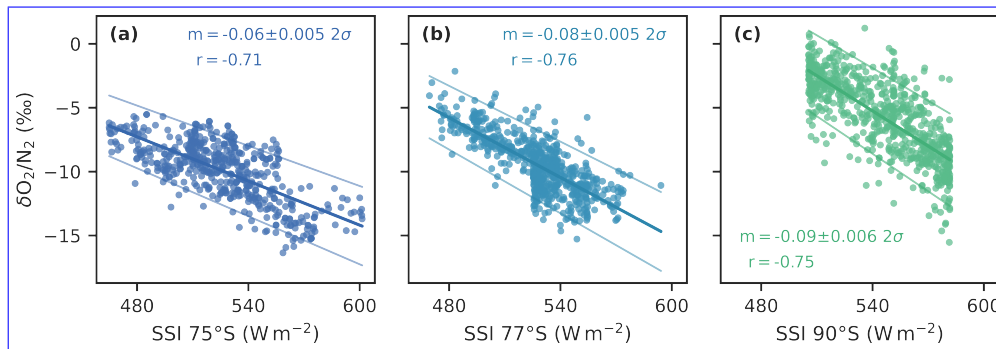 (a)
m = -0.06±0.005 2σ
r = -0.71
(b)
m = -0.08±0.005 2σ
r = -0.76
(c)
m = -0.09±0.006 2σ
r = -0.75
δO₂/N₂ (‰)
0
−5
−10
−15
480 540 600
480 540 600
480 540 600
SSI 75°S (W m⁻²)
SSI 77°S (W m⁻²)
SSI 90°S (W m⁻²)